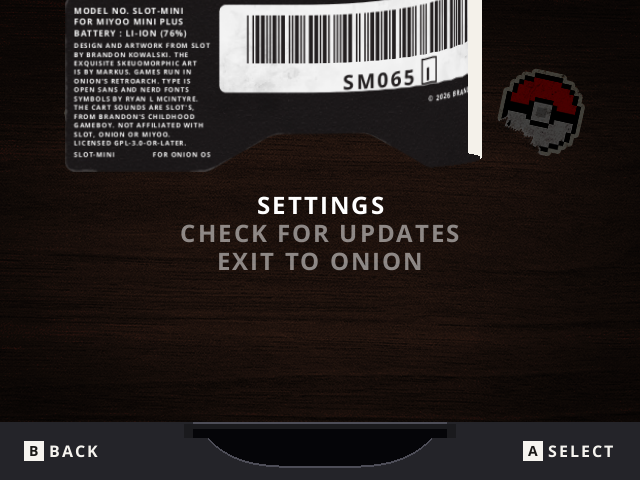 MODEL NO. SLOT-MINI
FOR MIYOO MINI PLUS
BATTERY : LI-ION (76%)
DESIGN AND ARTWORK FROM SLOT
BY BRANDON KOWALSKI. THE
EXQUISITE SKEUOMORPHIC ART
IS BY MARKUS. GAMES RUN IN
ONION'S RETROARCH. TYPE IS
OPEN SANS AND NERD FONTS
SYMBOLS BY RYAN L MCINTYRE.
THE CART SOUNDS ARE SLOT'S,
FROM BRANDON'S CHILDHOOD
GAMEBOY. NOT AFFILIATED WITH
SLOT, ONION OR MIYOO.
LICENSED GPL-3.0-OR-LATER.
SLOT-MINI FOR ONION OS
SM065 I
© 2026
SETTINGS
CHECK FOR UPDATES
EXIT TO ONION
B BACK
A SELECT